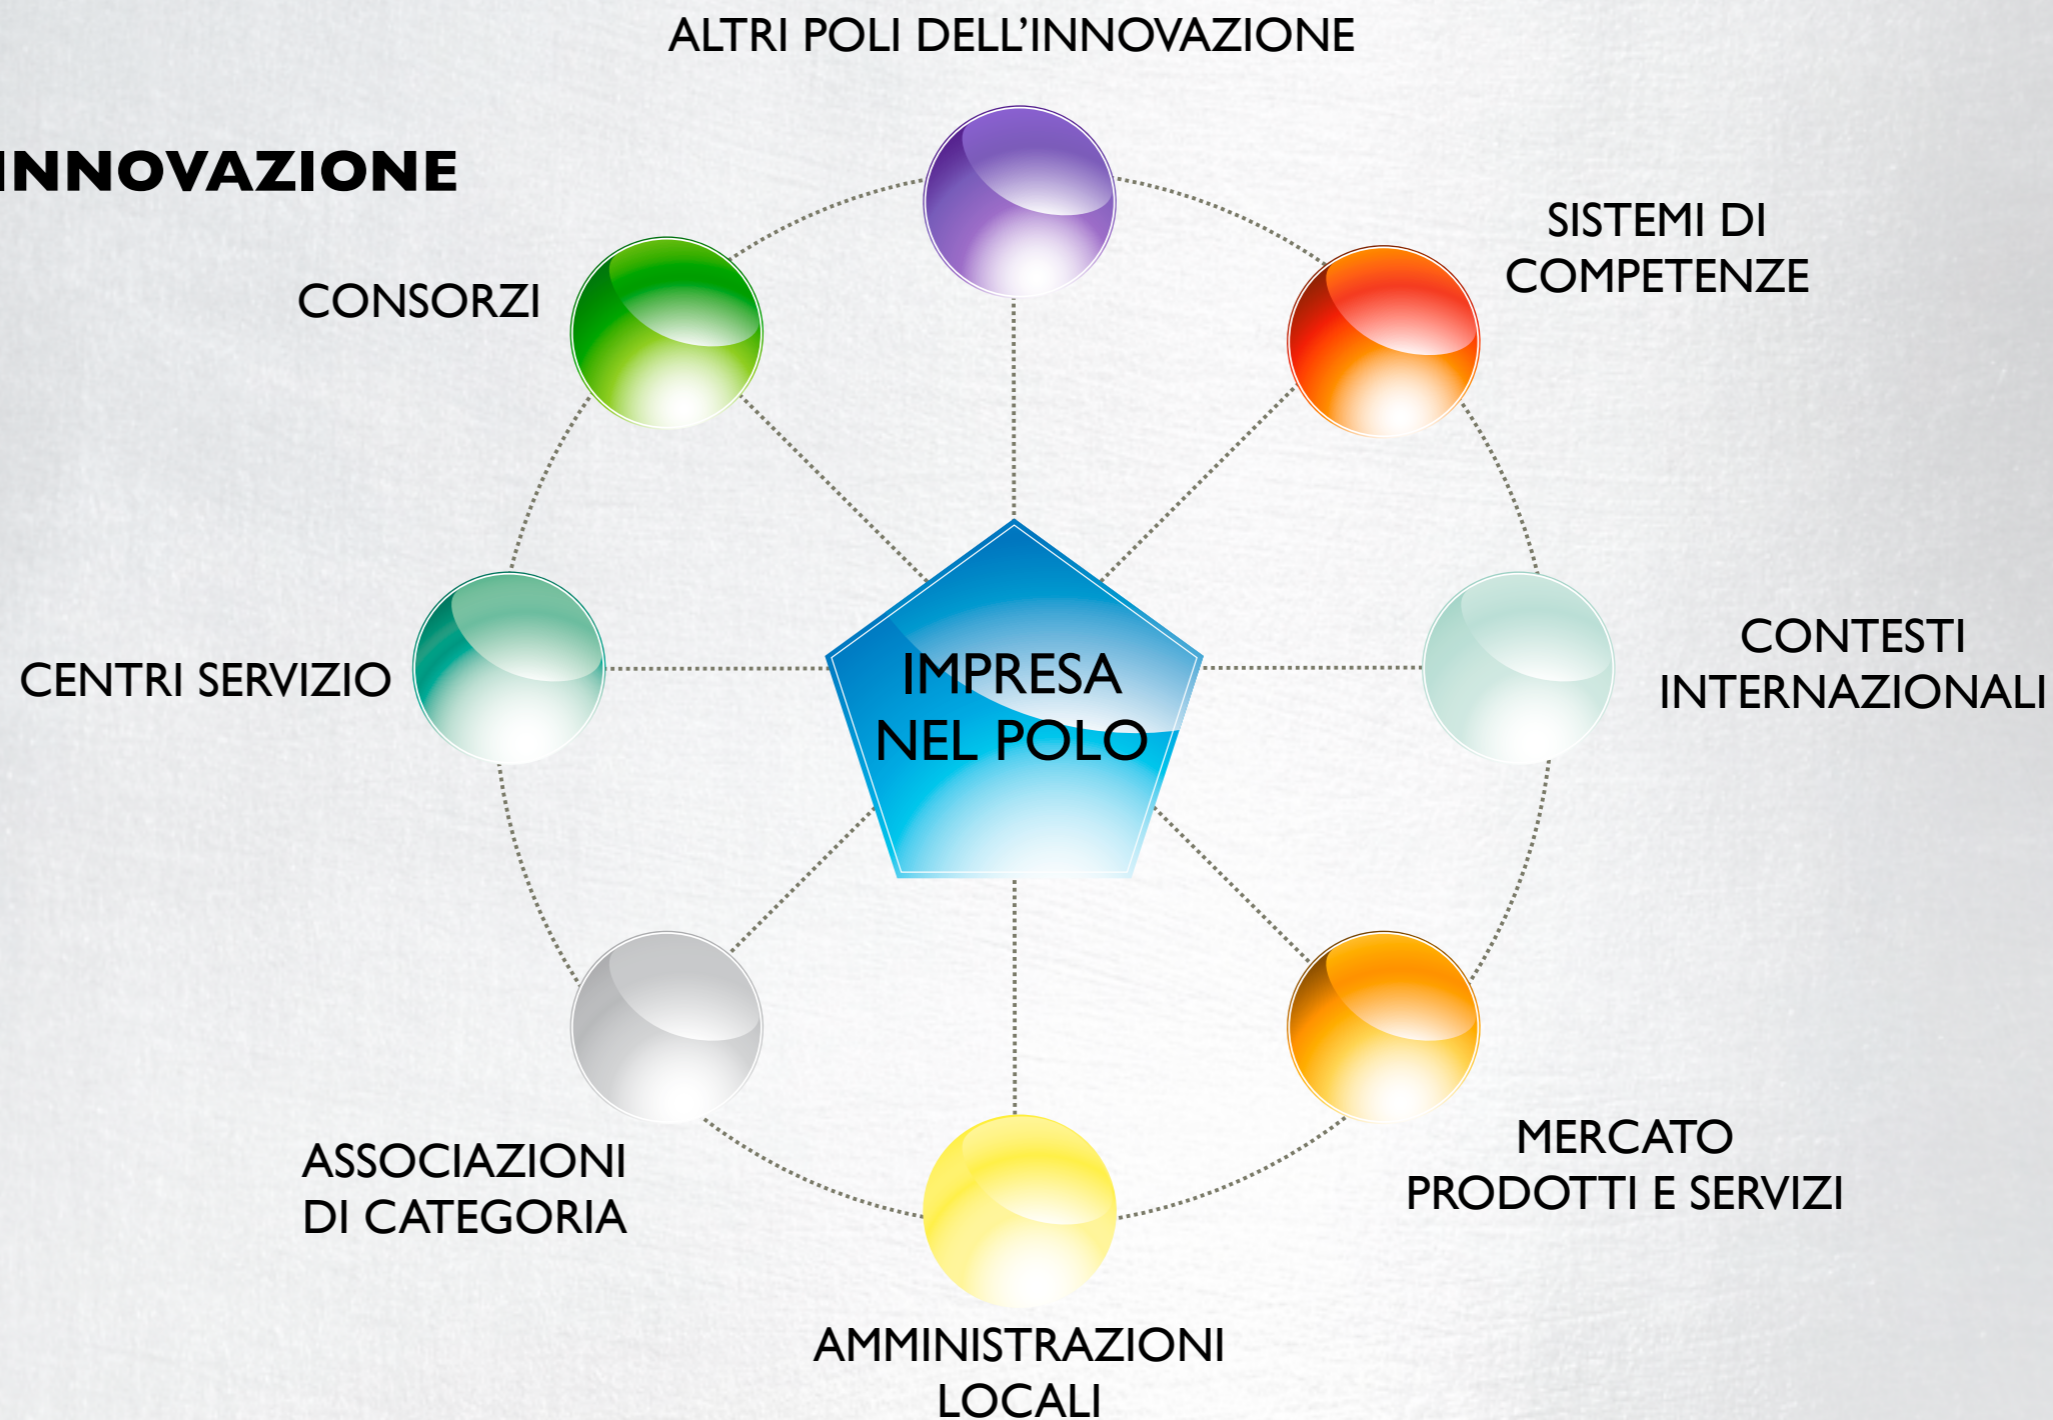 ALTRI POLI DELL’INNOVAZIONE
INNOVAZIONE
SISTEMI DI
COMPETENZE
CONSORZI
CONTESTI
INTERNAZIONALI
IMPRESA
NEL POLO
CENTRI SERVIZIO
MERCATO
PRODOTTI E SERVIZI
ASSOCIAZIONI
DI CATEGORIA
AMMINISTRAZIONI
LOCALI